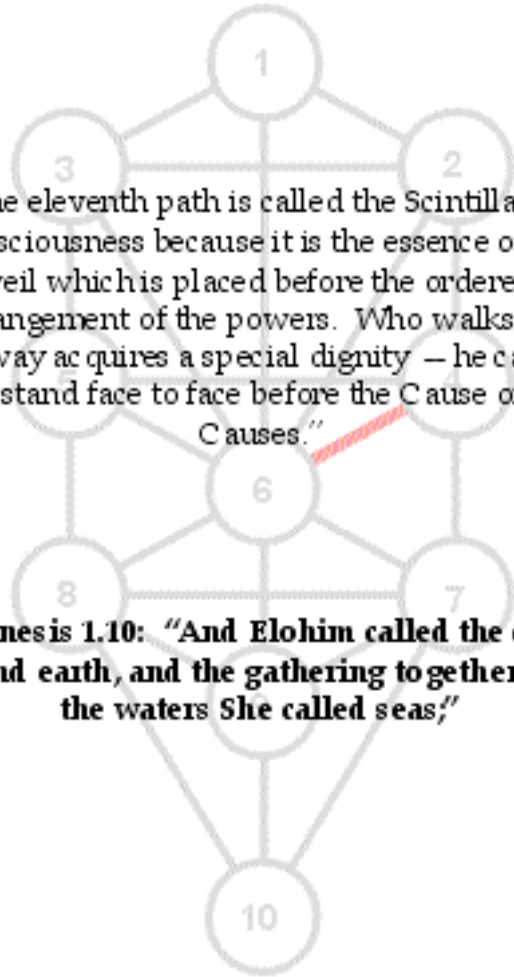 1
3 2
e eleventh path is called the Scintilla
sciousness because it is the essence o
eil which is placed before the ordere
angement of the powers.  Who walks
way acquires a special dignity – he ca
stand face to face before the Cause o
Causes.”
6
8 7
nesis 1.10:  “And Elohim called the
nd earth, and the gathering together
the waters She called seas;”
10